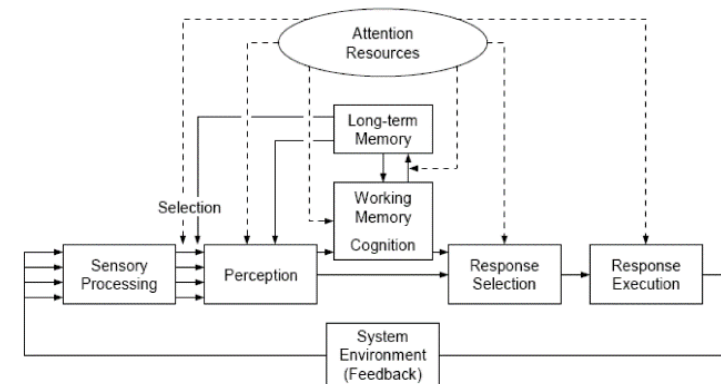 Attention
Resources
Long-term
Memory
Selection
Working
Memory
Cognition
Sensory
Processing
Perception
Response
Selection
Response
Execution
System
Environment
(Feedback)